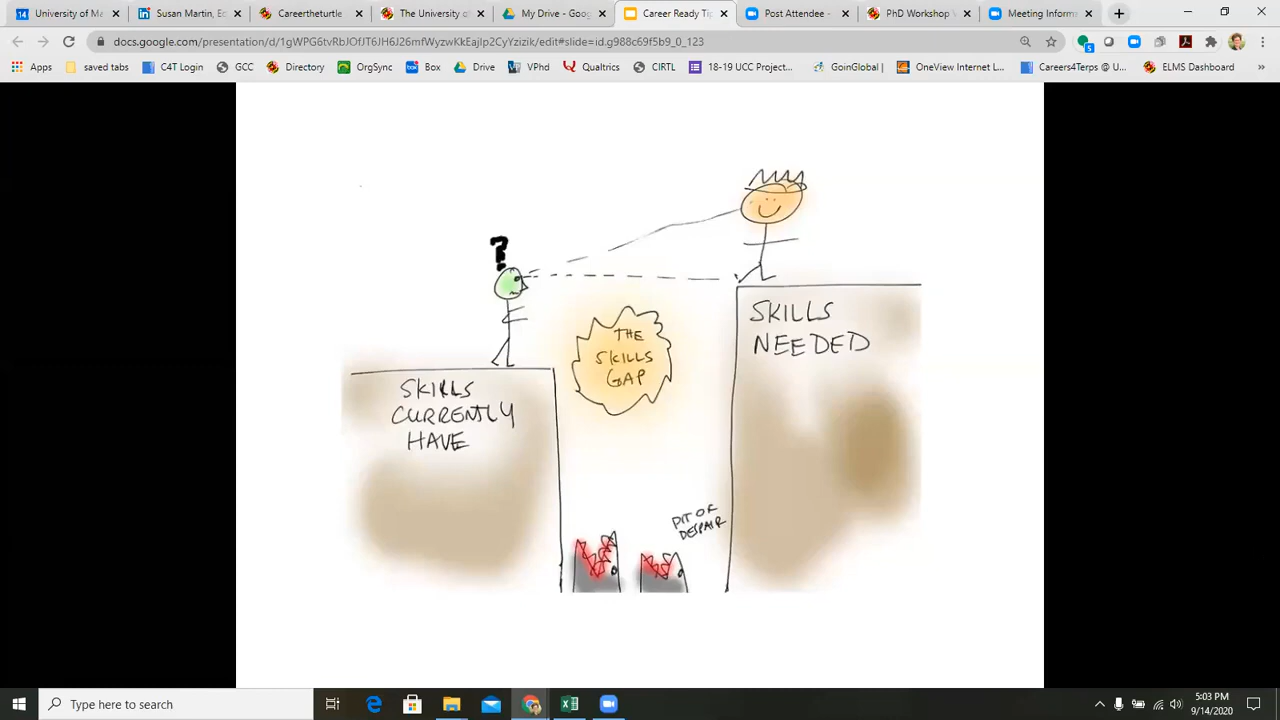 University of Ma
Susan Martin, Ed
Careertheturtle
The University of
My Drive - Goog
Career Ready Tip
Post Attendee -
PhD Workshop V
Meeting Informa
docs.google.com/presentation/d/1gWPG6tvRbJOfJT6JH6J26mfWyzwKkEajIb2CyYzizik/edit#slide=id.g988c69f5b9_0_123
Apps
saved tabs
C4T Login
GCC
Directory
OrgSync
Box
Drive
VPhd
Qualtrics
CIRTL
18-19 UCC Project...
GoinGlobal |
OneView Internet L...
Careers4Terps @ U...
ELMS Dashboard
?
THE
SKILLS
GAP
SKILLS
NEEDED
SKILLS
CURRENTLY
HAVE
PIT OF
DESPAIR
Type here to search
5:03 PM
9/14/2020